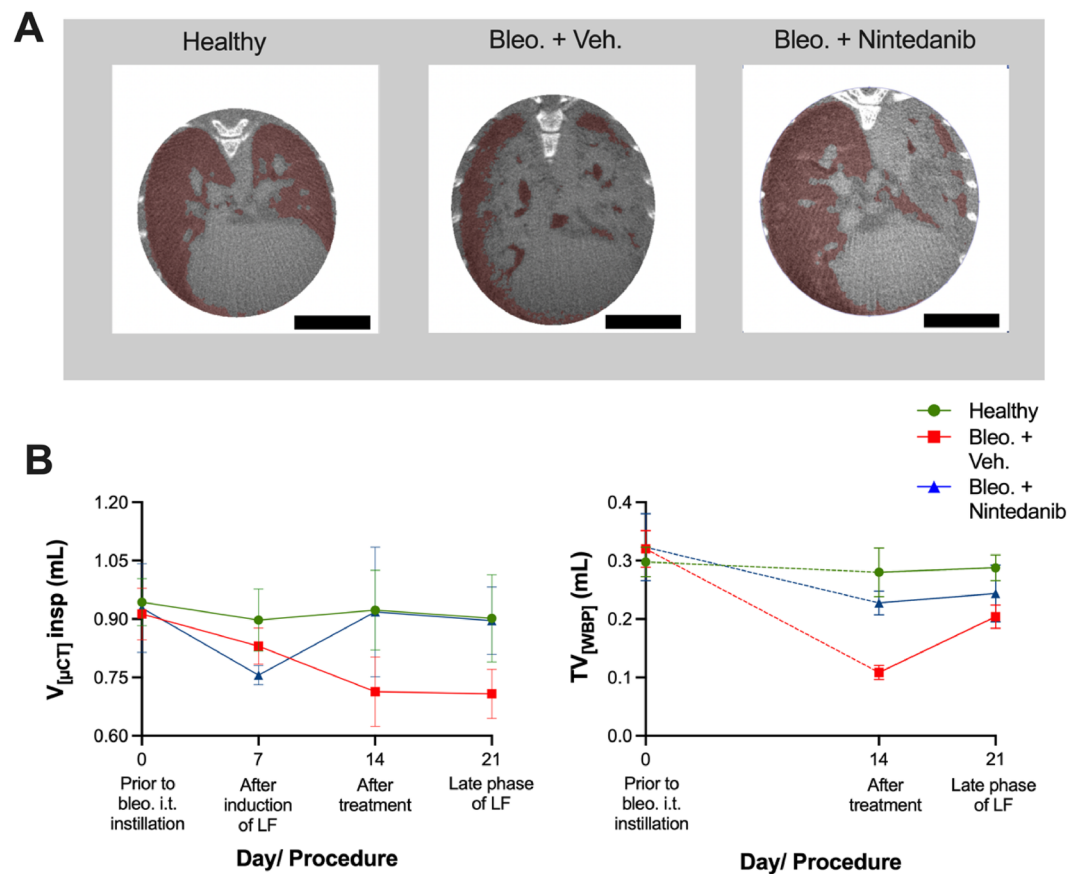 A
Healthy
Bleo. + Veh.
Bleo. + Nintedanib
Healthy
Bleo. +
Veh.
Bleo. +
Nintedanib
B
V[µCT] insp (mL)
1.20
1.05
0.90
0.75
0.60
0
7
14
21
Prior to
bleo. i.t.
instillation
After
induction
of LF
After
treatment
Late phase
of LF
Day/ Procedure
TV[WBP] (mL)
0.4
0.3
0.2
0.1
0.0
0
14
21
Prior to
bleo. i.t.
instillation
After
treatment
Late phase
of LF
Day/ Procedure